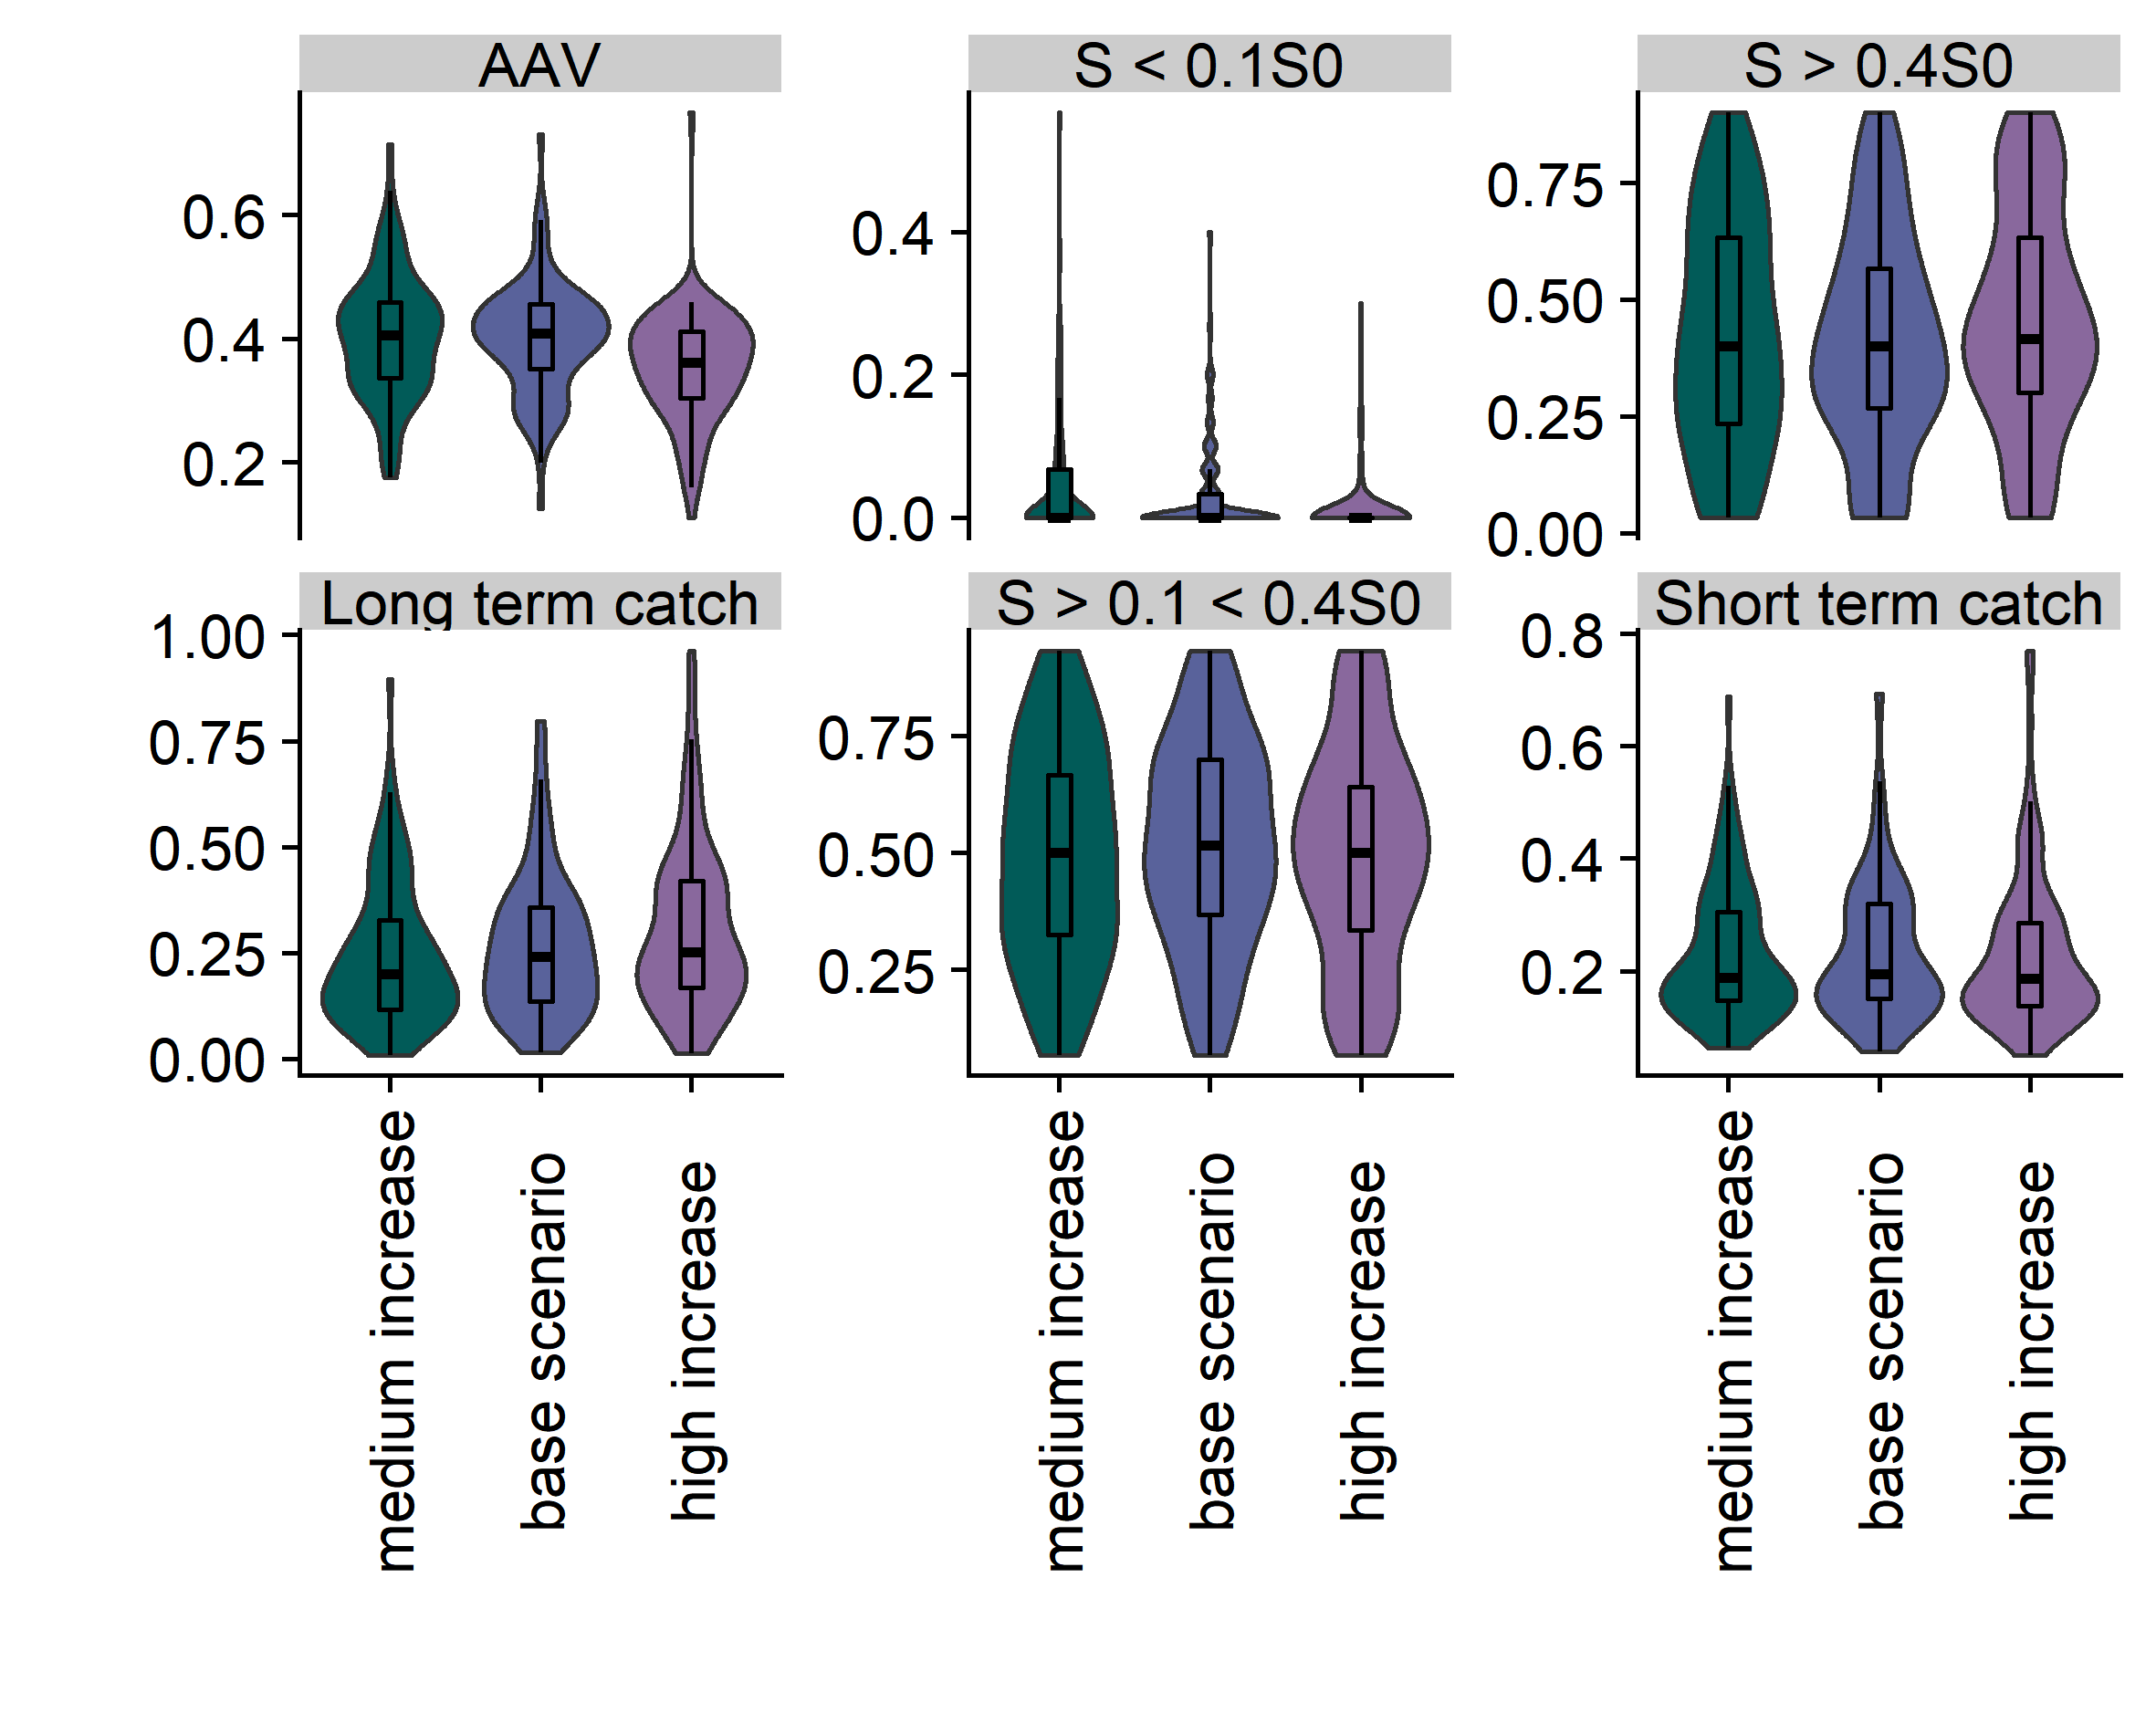 AAV
S < 0.1S0
S > 0.4S0
0.6
0.4
0.2
0.4
0.2
0.0
0.75
0.50
0.25
0.00
Long term catch
S > 0.1 < 0.4S0
Short term catch
1.00
0.75
0.50
0.25
0.00
0.75
0.50
0.25
0.8
0.6
0.4
0.2
medium increase
base scenario
high increase
medium increase
base scenario
high increase
medium increase
base scenario
high increase